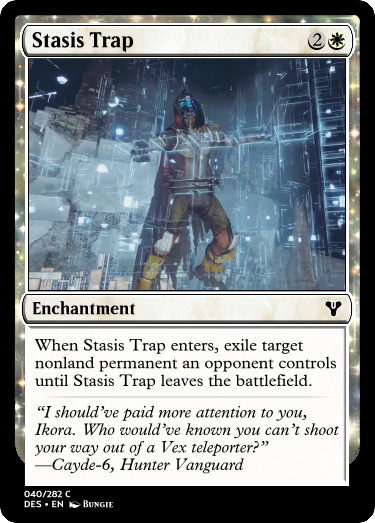 Stasis Trap 2
Enchantment
When Stasis Trap enters, exile target
nonland permanent an opponent controls
until Stasis Trap leaves the battlefield.
“I should’ve paid more attention to you,
Ikora. Who would’ve known you can’t shoot
your way out of a Vex teleporter?”
—Cayde-6, Hunter Vanguard
040/282 C
DES • EN Bungie